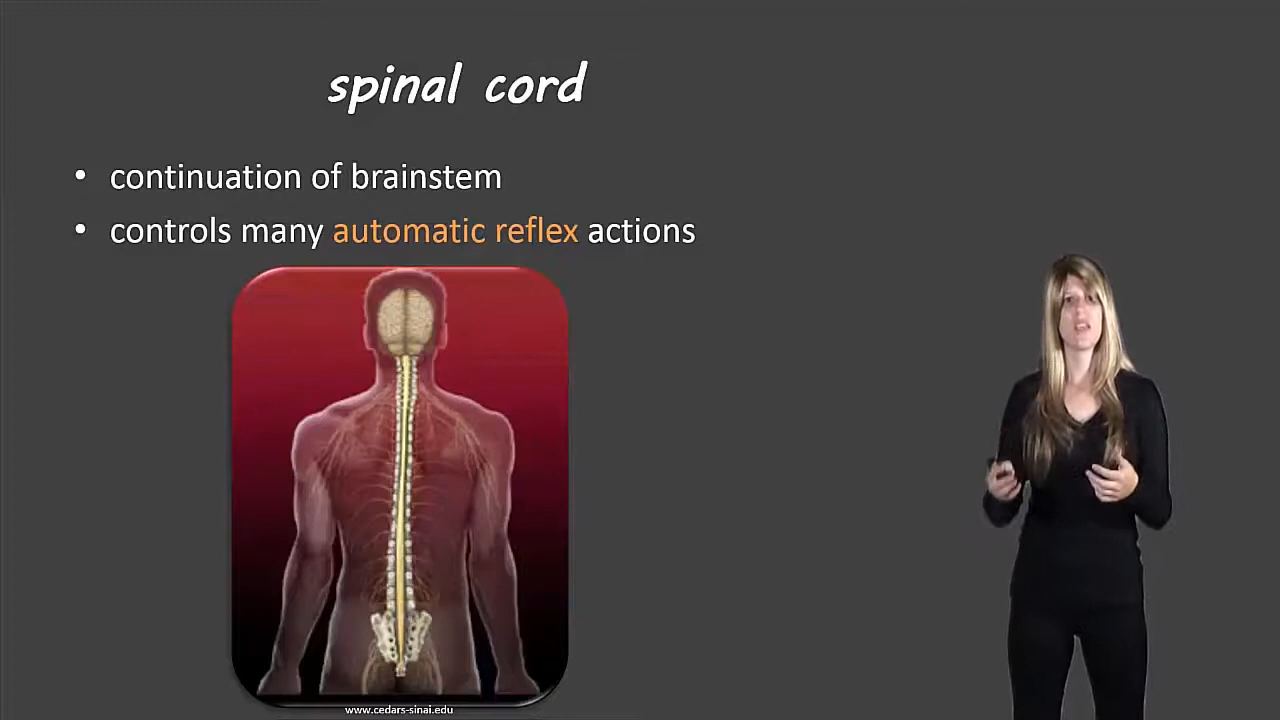 spinal cord
• continuation of brainstem
• controls many automatic reflex actions
www.cedars-sinai.edu